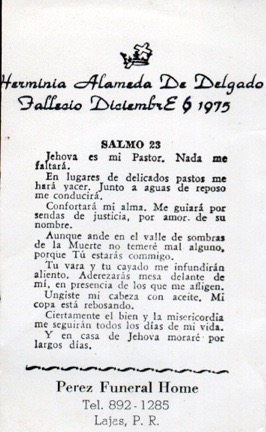 Herminia Alameda De Delgado
Fallesio DiciembrE 6 1975
SALMO 23
Jehova es mi Pastor. Nada me
faltará.
En lugares de delicados pastos me
hará yacer. Junto a aguas de reposo
me conducirá.
Confortará mi alma. Me guiará por
sendas de justicia, por amor. de su
nombre.
Aunque ande en el valle de sombras
de la Muerte no temeré mal alguno,
porque Tú estarás commigo.
Tu vara y tu cayado me infundirán
aliento. Aderezarás mesa delante de
mí, en presencia de los que me afligen.
Ungiste mi cabeza con aceite. Mi
copa está rebosando.
Ciertamente el bien y la misericordia
me seguirán todos los días de mi vida.
Y en casa de Jehova moraré por
largos días.
Perez Funeral Home
Tel. 892-1285
Lajas, P. R.